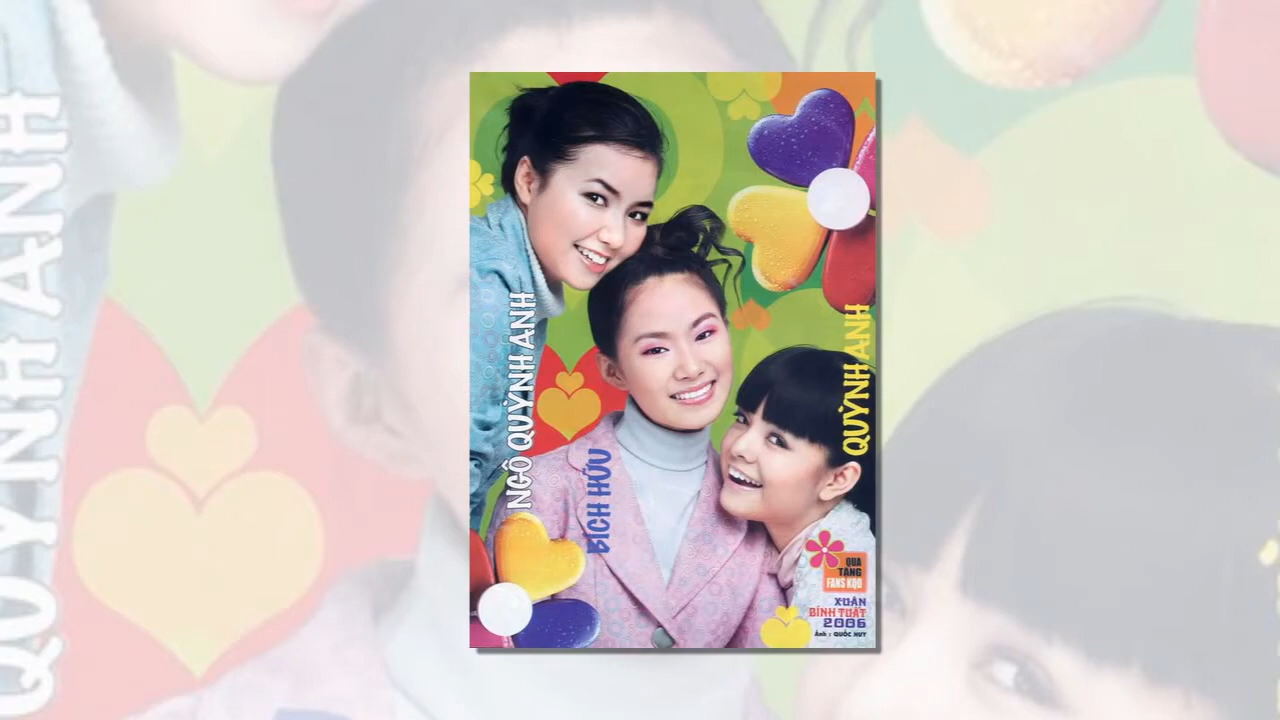 NGÔ QUỲNH ANH
BÍCH HỮU
QUỲNH ANH
QUÀ
TẶNG
FANS KQĐ
XUÂN
BÍNH TUẤT
2006
Ảnh : QUỐC HUY
QUỲNH ANH